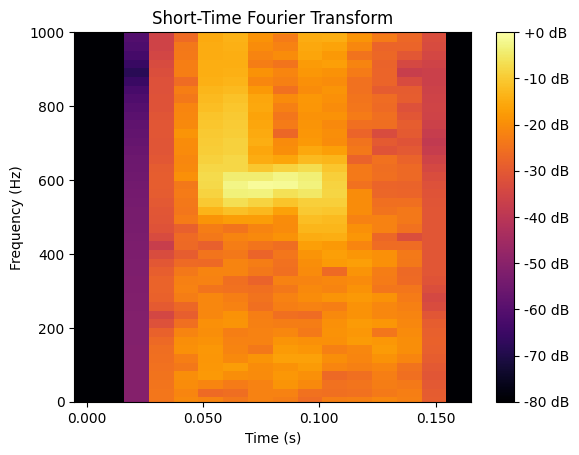 Short-Time Fourier Transform
Frequency (Hz)
1000
800
600
400
200
0
0.000
0.050
0.100
0.150
Time (s)
+0 dB
-10 dB
-20 dB
-30 dB
-40 dB
-50 dB
-60 dB
-70 dB
-80 dB